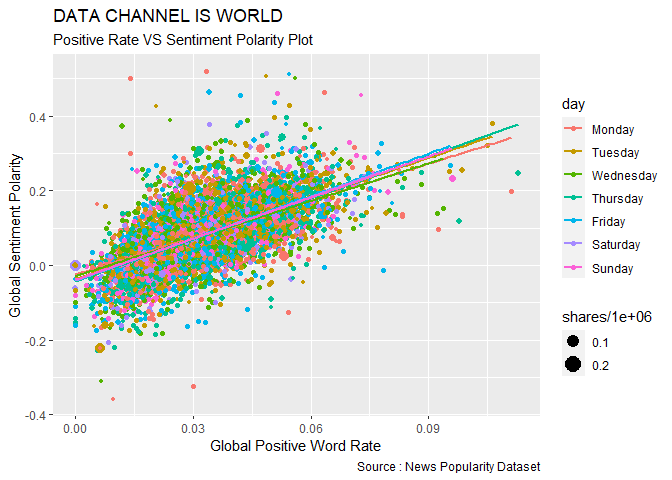 DATA CHANNEL IS WORLD
Positive Rate VS Sentiment Polarity Plot
Global Sentiment Polarity
0.4
0.2
0.0
-0.2
-0.4
0.00
0.03
0.06
0.09
Global Positive Word Rate
Source : News Popularity Dataset
day
Monday
Tuesday
Wednesday
Thursday
Friday
Saturday
Sunday
shares/1e+06
0.1
0.2